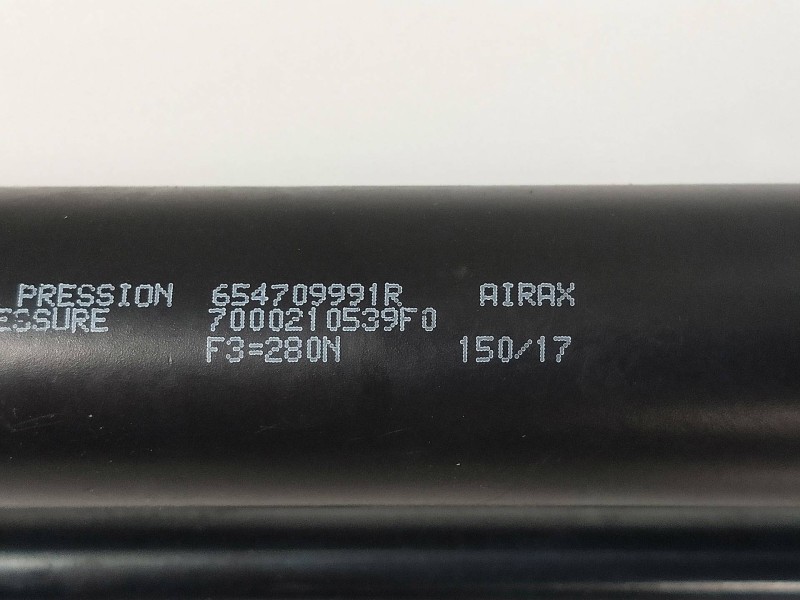 PRESSION 654709991R AIRAX
ESSURE 7000210539F0
F3=280N 150/17